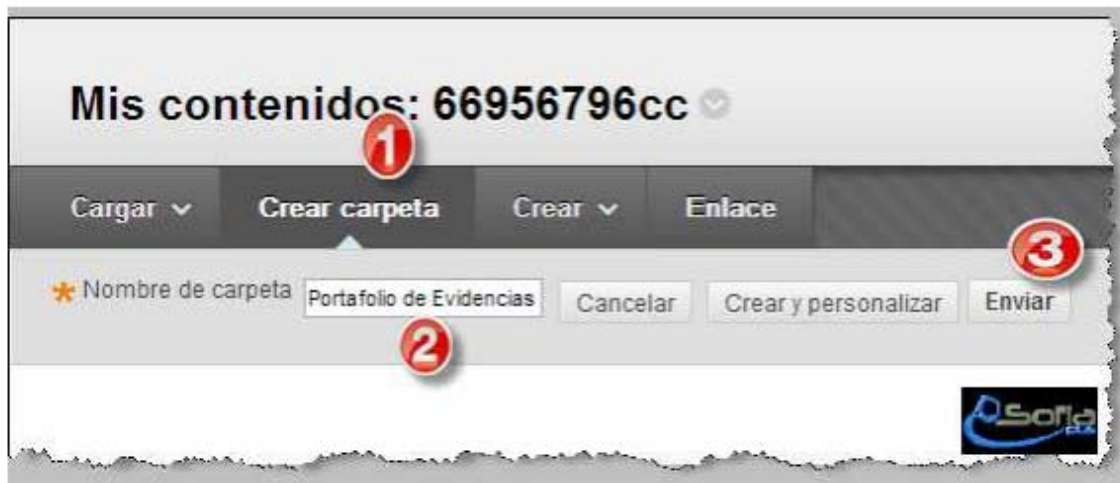 Mis contenidos: 66956796cc
1
Cargar Crear carpeta Crear Enlace
3
* Nombre de carpeta Portafolio de Evidencias Cancelar Crear y personalizar Enviar
2
Sofia